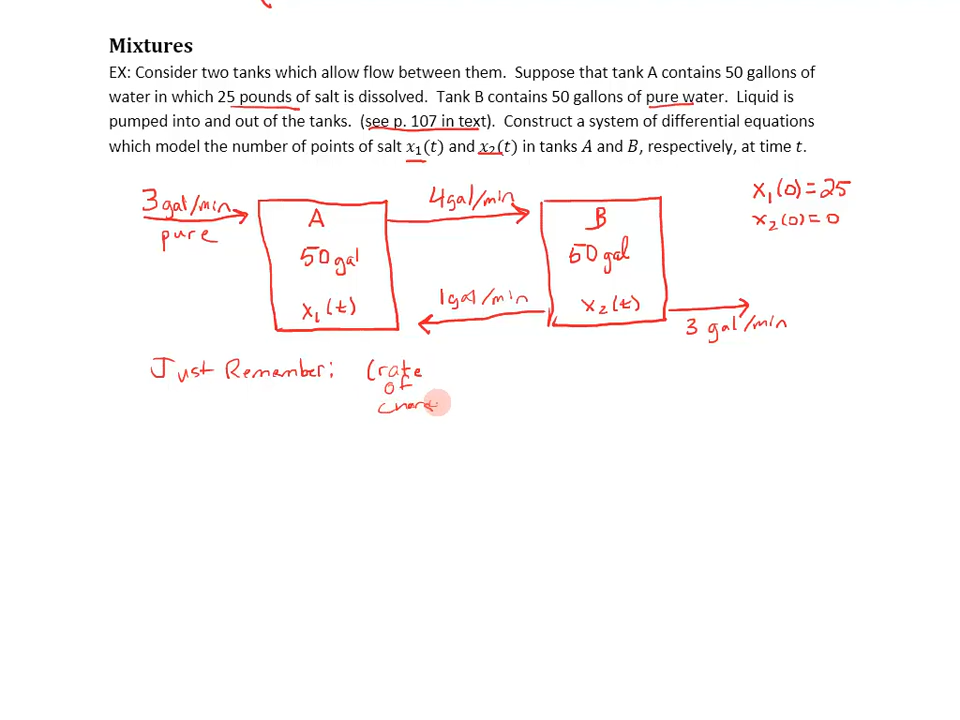 Mixtures
EX: Consider two tanks which allow flow between them. Suppose that tank A contains 50 gallons of
water in which 25 pounds of salt is dissolved. Tank B contains 50 gallons of pure water. Liquid is
pumped into and out of the tanks. (see p. 107 in text). Construct a system of differential equations
which model the number of points of salt x₁(t) and x₂(t) in tanks A and B, respectively, at time t.
3 gal/min
pure
A
50 gal
x₁(t)
4gal/min
1gal/min
B
50 gal
x₂(t)
3 gal/min
x₁(0)=25
x₂(0)=0
Just Remember: (rate
of